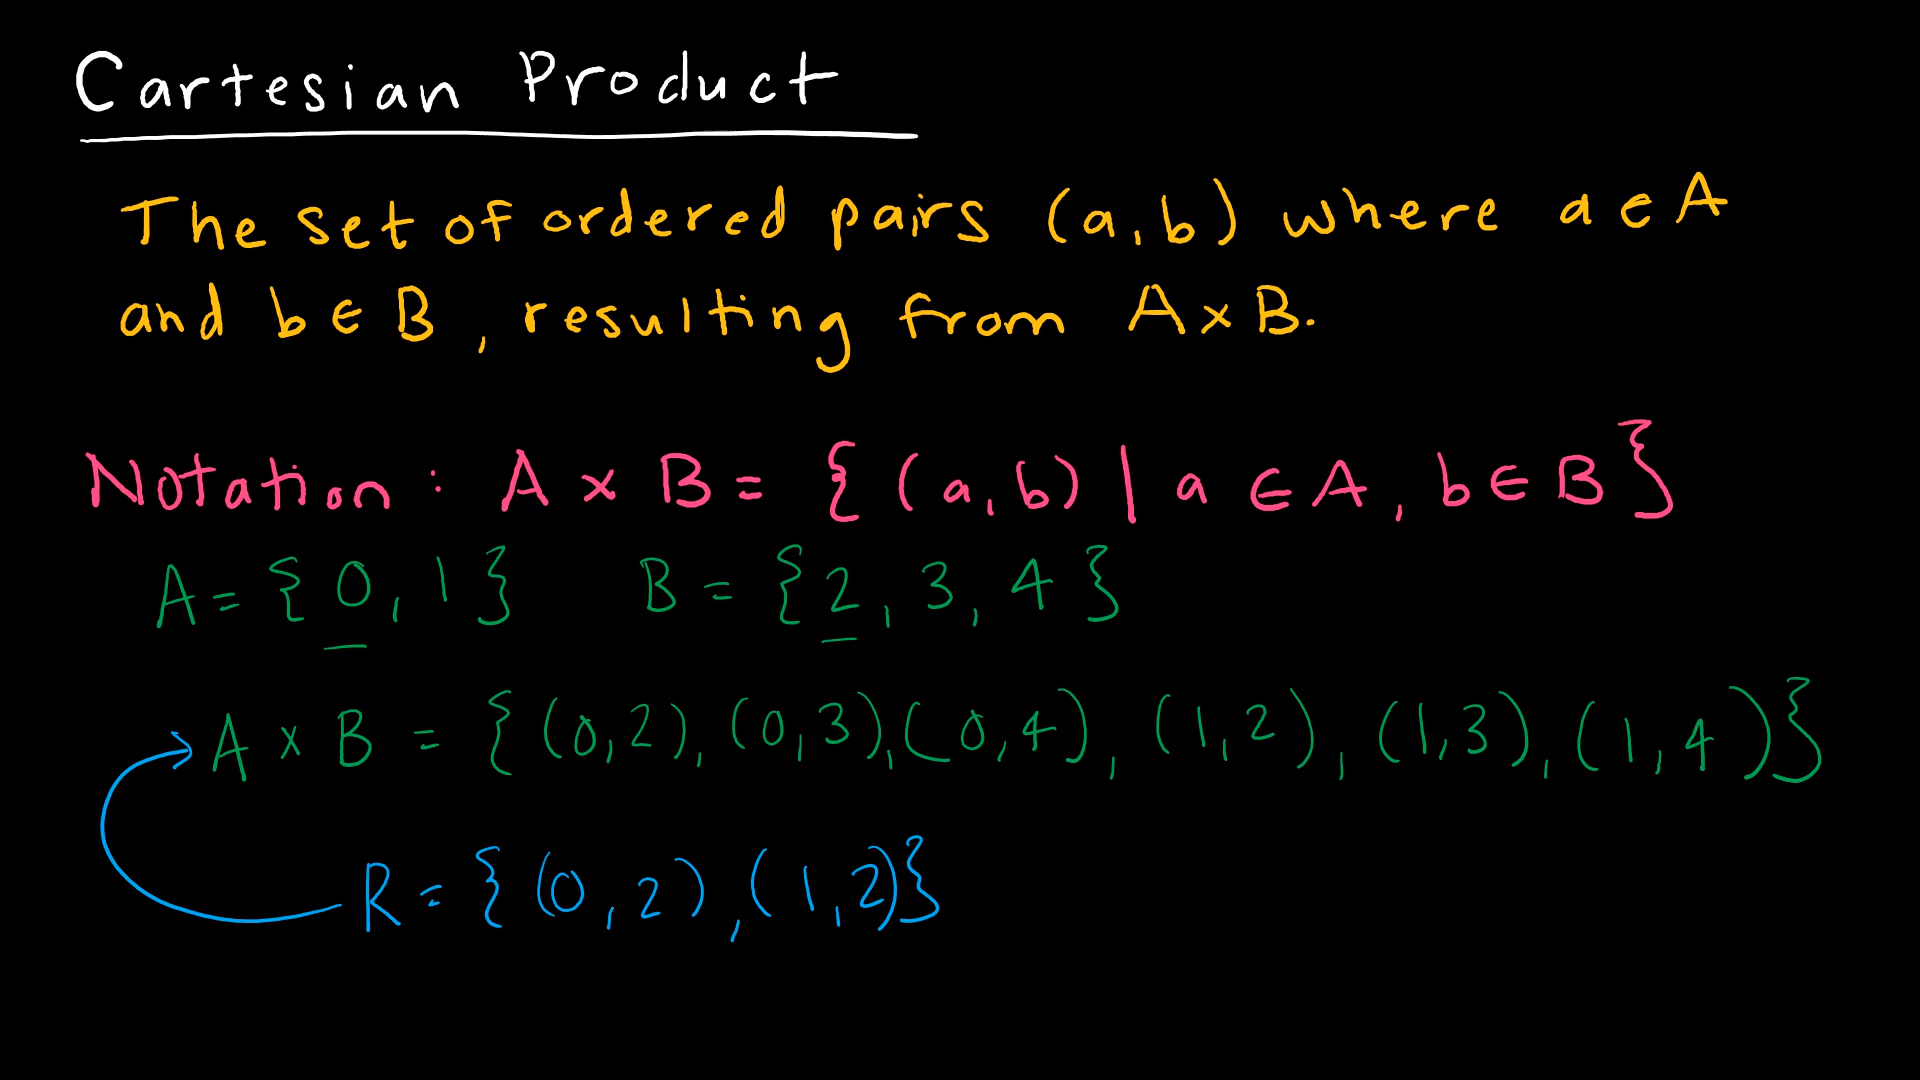 Cartesian Product
The set of ordered pairs (a,b) where a ∈ A
and b ∈ B, resulting from A × B.
Notation: A × B = {(a,b) | a ∈ A, b ∈ B}
A = {0, 1} B = {2, 3, 4}
A × B = {(0,2), (0,3), (0,4), (1,2), (1,3), (1,4)}
R = {(0,2), (1,2)}